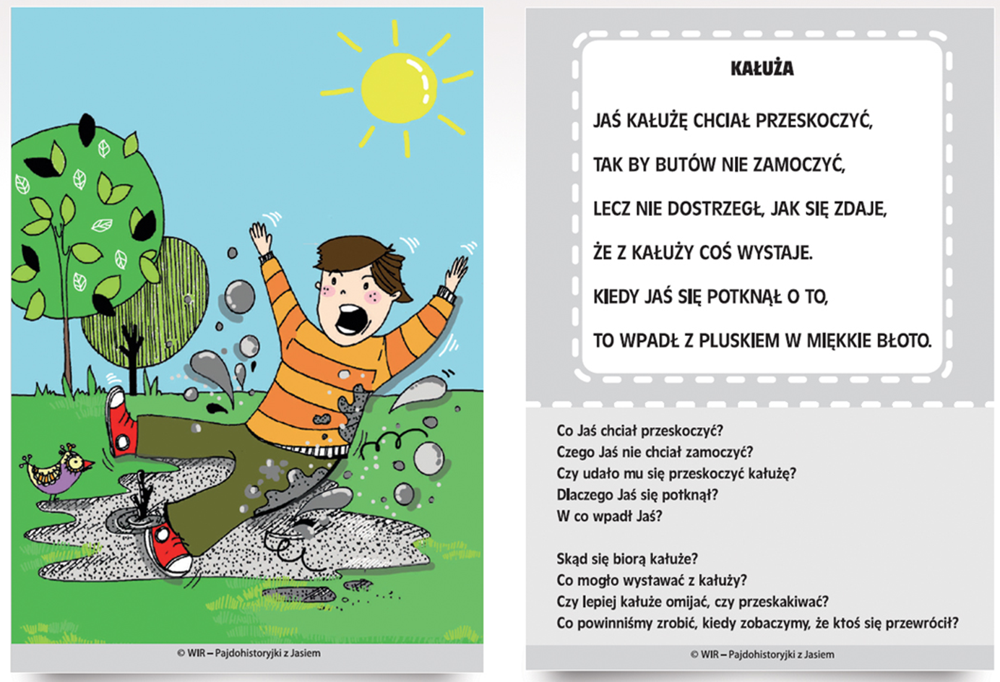 KAŁUŻA
JAŚ KAŁUŻĘ CHCIAŁ PRZESKOCZYĆ,
TAK BY BUTÓW NIE ZAMOCZYĆ,
LECZ NIE DOSTRZEGŁ, JAK SIĘ ZDAJE,
ŻE Z KAŁUŻY COŚ WYSTAJE.
KIEDY JAŚ SIĘ POTKNĄŁ O TO,
TO WPADŁ Z PLUSKIEM W MIĘKKIE BŁOTO.
Co Jaś chciał przeskoczyć?
Czego Jaś nie chciał zamoczyć?
Czy udało mu się przeskoczyć kałużę?
Dlaczego Jaś się potknął?
W co wpadł Jaś?
Skąd się biorą kałuże?
Co mogło wystawać z kałuży?
Czy lepiej kałuże omijać, czy przeskakiwać?
Co powinniśmy zrobić, kiedy zobaczymy, że ktoś się przewrócił?
© WIR – Pajdohistoryjki z Jasiem
© WIR – Pajdohistoryjki z Jasiem